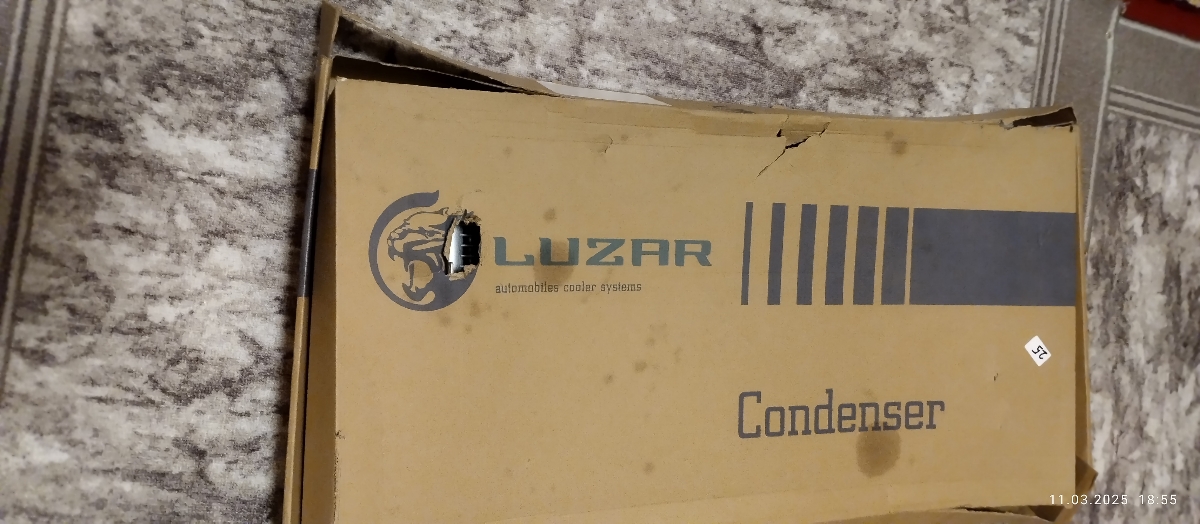 LUZAR
automobiles cooler systems
25
Condenser
11.03.2025 18:55